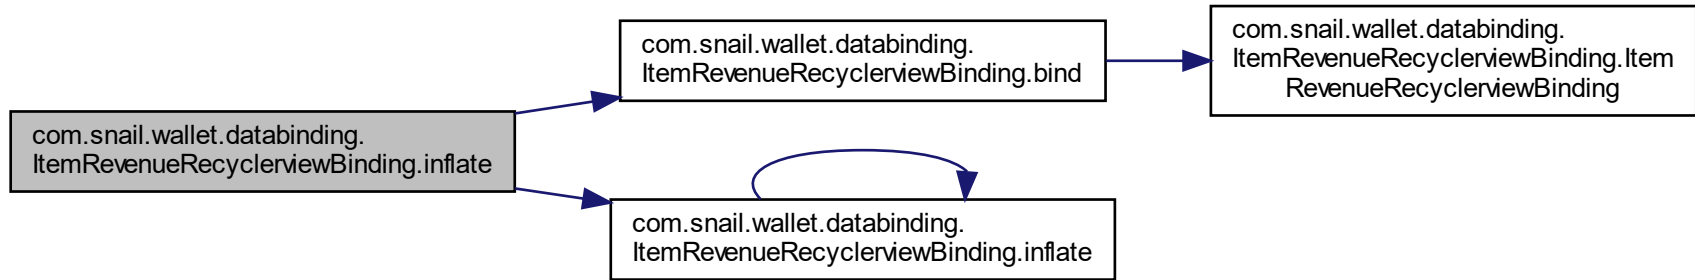 com.snail.wallet.databinding.
ItemRevenueRecyclerviewBinding.inflate
com.snail.wallet.databinding.
ItemRevenueRecyclerviewBinding.bind
com.snail.wallet.databinding.
ItemRevenueRecyclerviewBinding.Item
RevenueRecyclerviewBinding
com.snail.wallet.databinding.
ItemRevenueRecyclerviewBinding.inflate